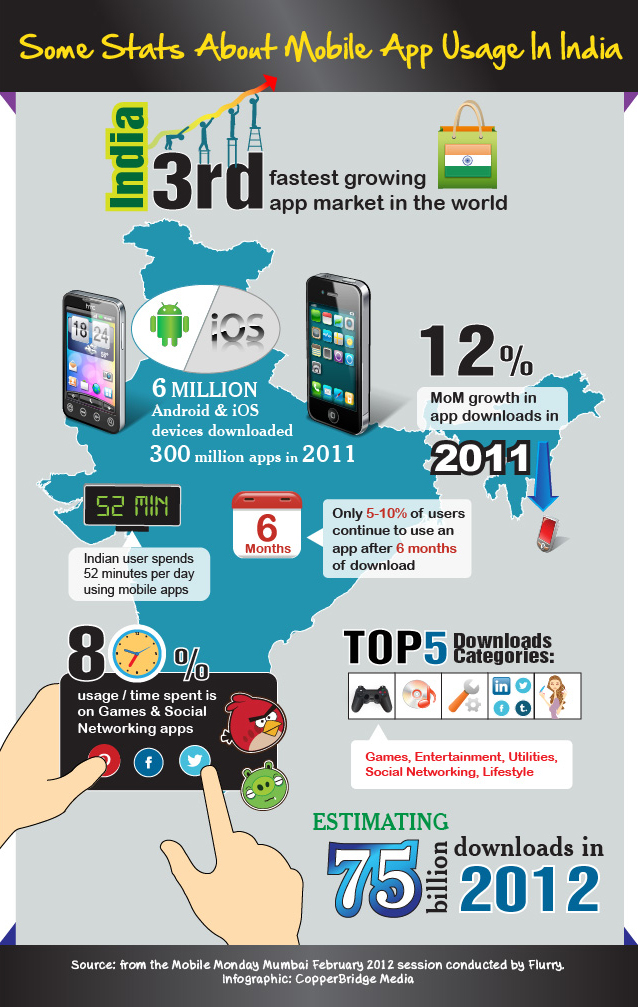 Some Stats About Mobile App Usage In India
India
3rd
fastest growing
app market in the world
hTC
18 24
iOS
6 MILLION
Android & iOS
devices downloaded
300 million apps in 2011
12%
MoM growth in
app downloads in
2011
52 MIN
Indian user spends
52 minutes per day
using mobile apps
6
Months
Only 5-10% of users
continue to use an
app after 6 months
of download
80%
usage / time spent is
on Games & Social
Networking apps
TOP5 Downloads
Categories:
in
f t
Games, Entertainment, Utilities,
Social Networking, Lifestyle
ESTIMATING
75 billion downloads in
2012
Source: from the Mobile Monday Mumbai February 2012 session conducted by Flurry.
Infographic: CopperBridge Media